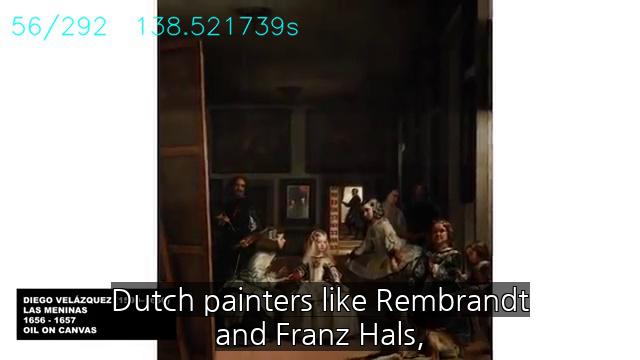 56/292 138.521739s
DIEGO VELÁZQUEZ
LAS MENINAS
1656 - 1657
OIL ON CANVAS
Dutch painters like Rembrandt
and Franz Hals,